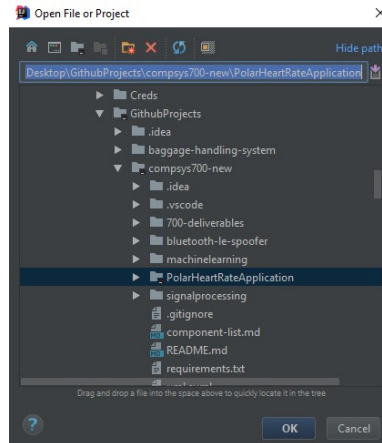 Open File or Project
Hide path
Desktop\GithubProjects\compsys700-new\PolarHeartRateApplication
Creds
GithubProjects
.idea
baggage-handling-system
compsys700-new
.idea
.vscode
700-deliverables
bluetooth-le-spoofer
machinelearning
PolarHeartRateApplication
signalprocessing
.gitignore
component-list.md
README.md
requirements.txt
Drag and drop a file into the space above to quickly locate it in the tree
?
OK
Cancel